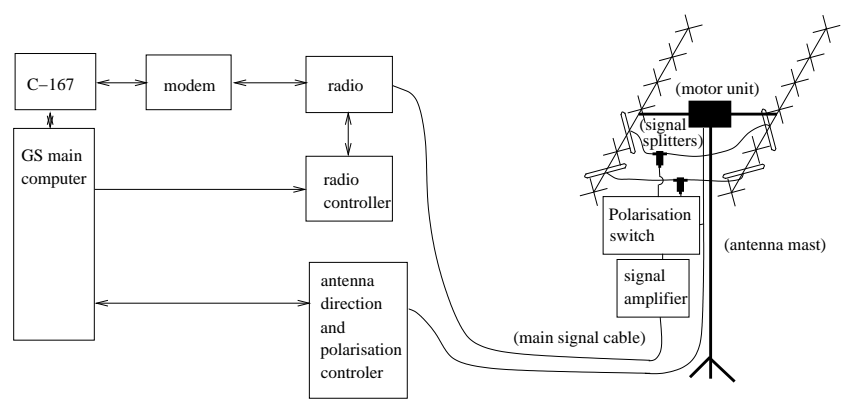 C−167
modem
radio
(motor unit)
(signal
splitters)
GS main
computer
radio
controller
Polarisation
switch
(antenna mast)
signal
amplifier
antenna
direction
and
polarisation
controler
(main signal cable)